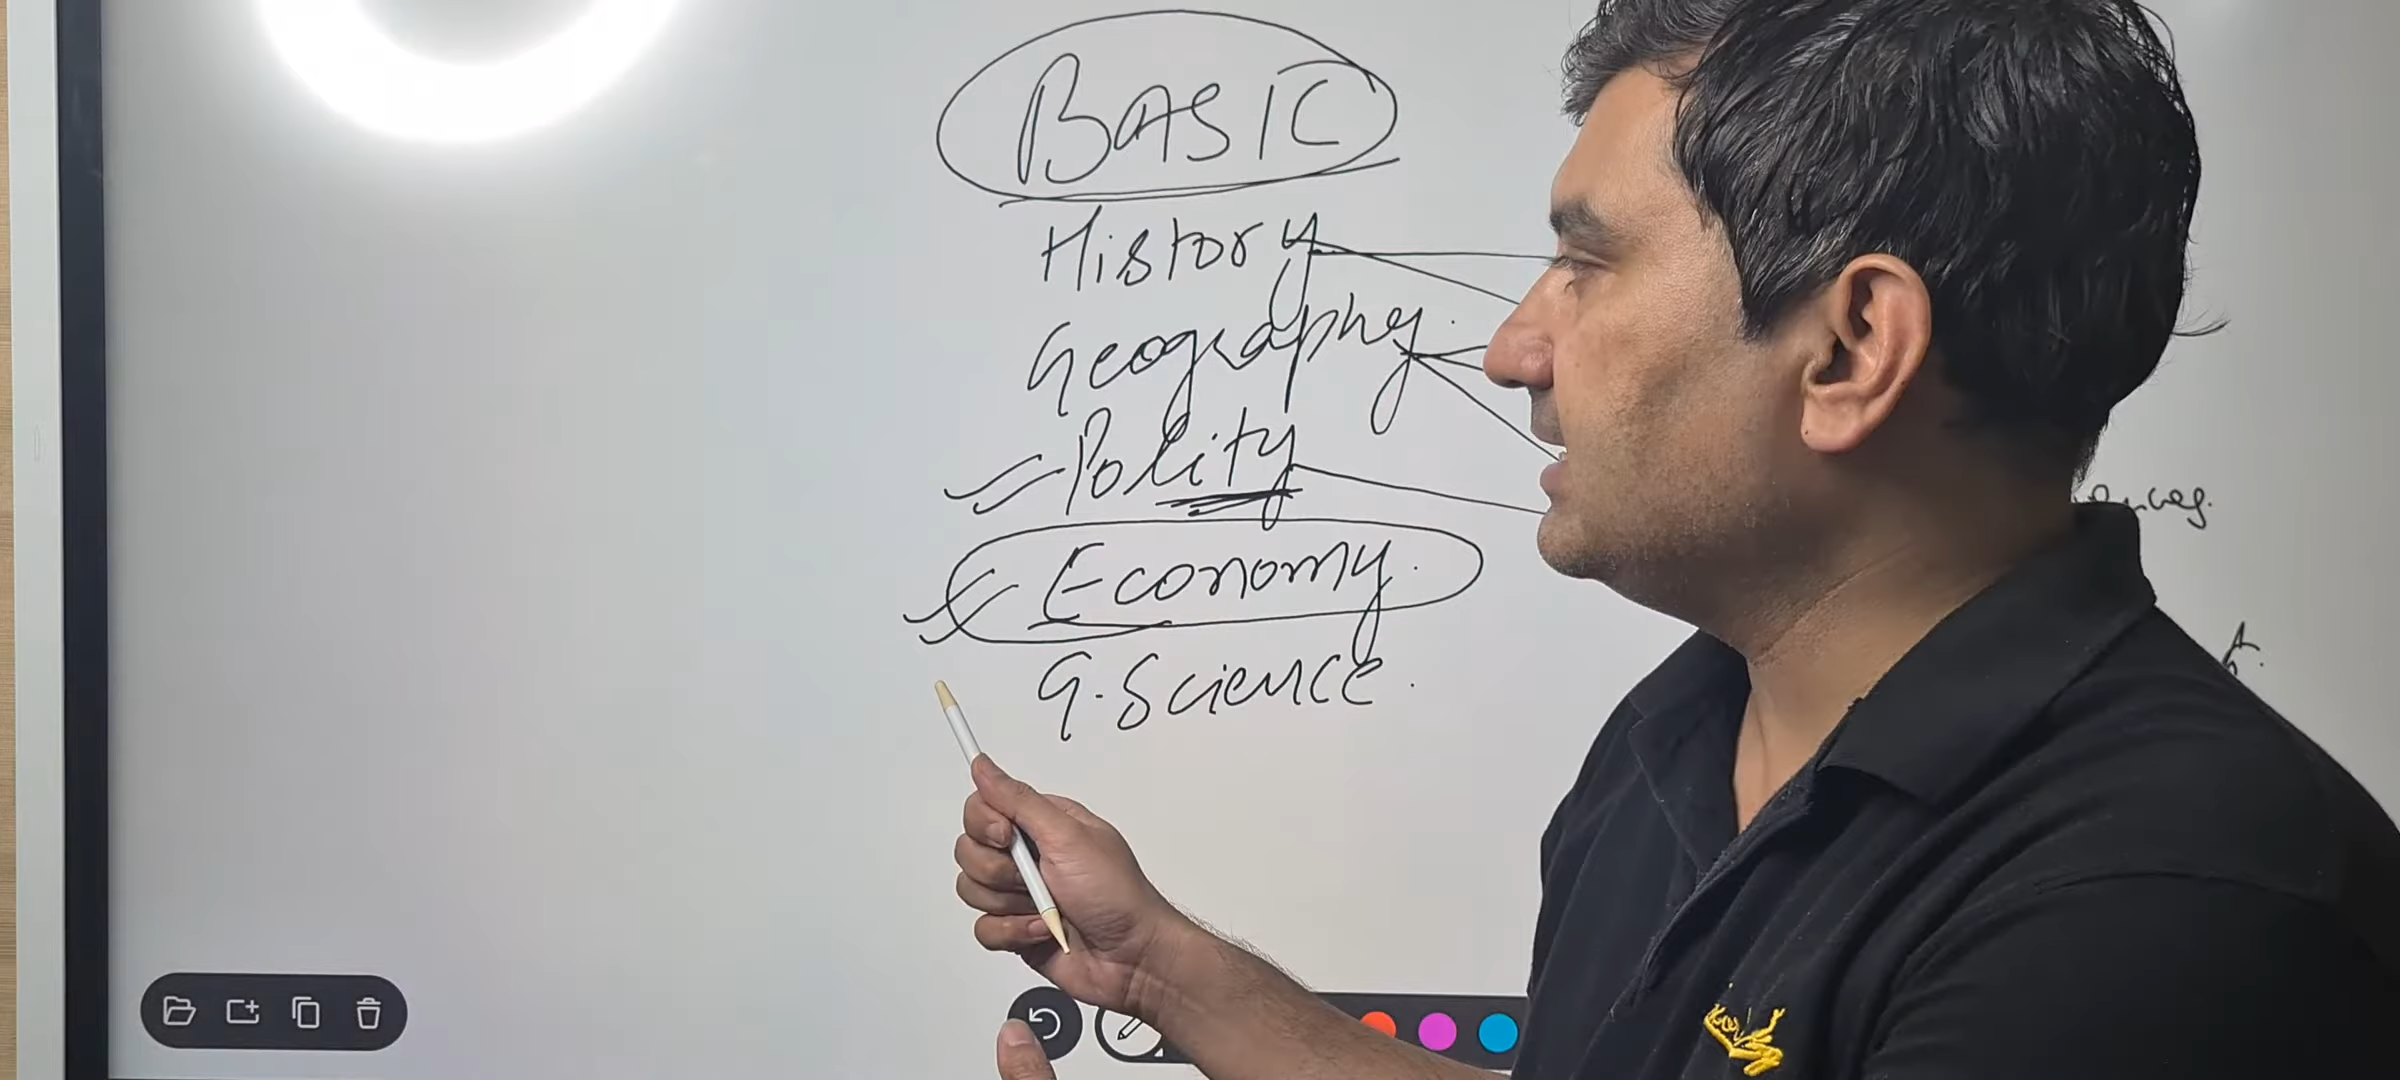 BASIC
History
Geography.
Polity
Economy.
G. Science.